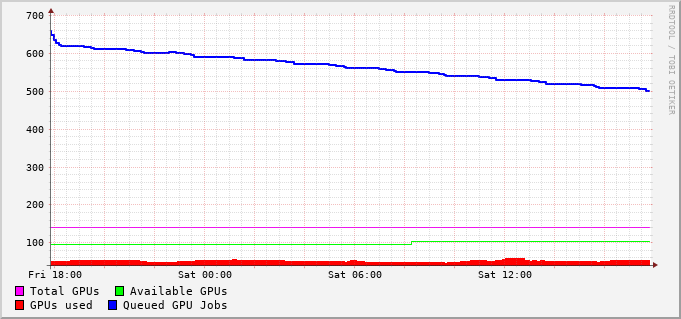 700
600
500
400
300
200
100
Fri 18:00 Sat 00:00 Sat 06:00 Sat 12:00
Total GPUs Available GPUs
GPUs used Queued GPU Jobs
RRDTOOL / TOBI OETIKER